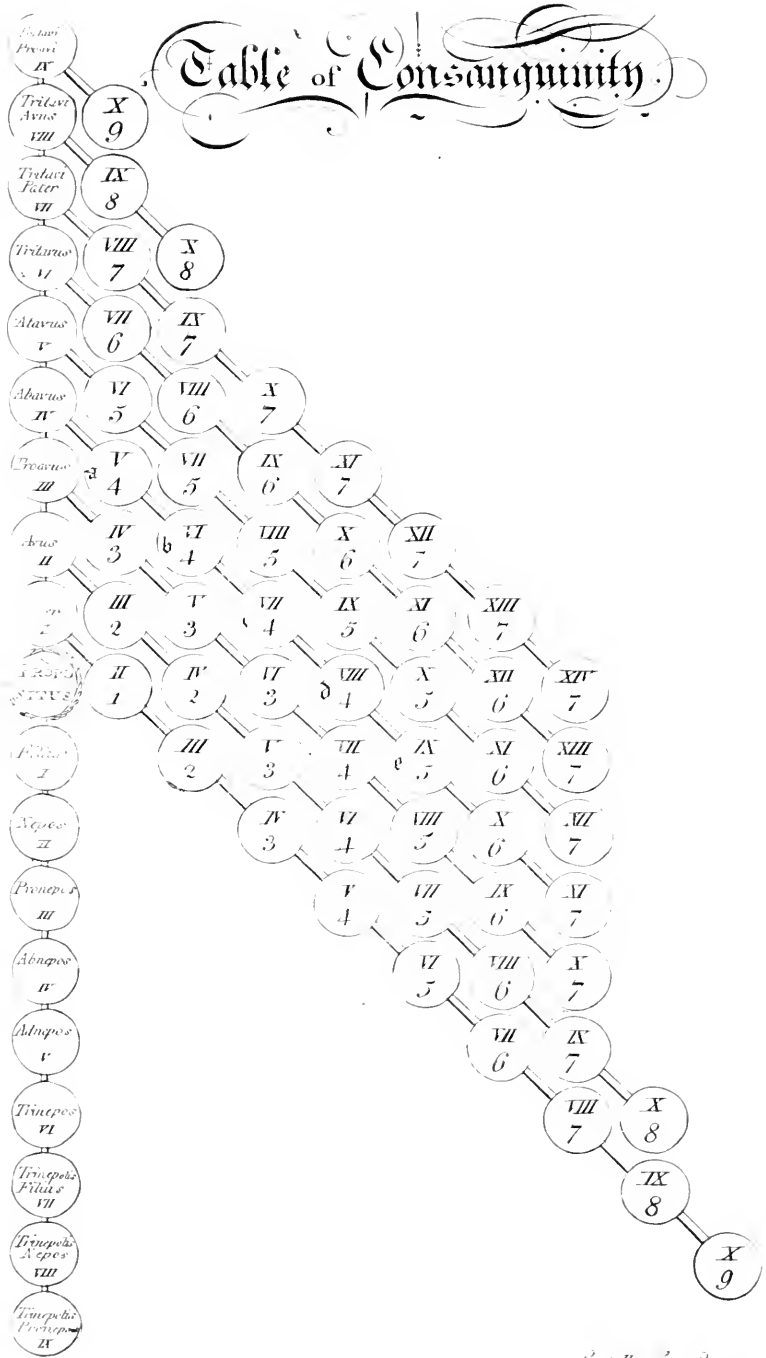 Table of Consanguinity
Proavi
IX
Tritavi
Avus
VIII
X
9
Tritavi
Pater
VII
IX
8
Tritavus
VI
VIII
7
X
8
Atavus
V
VII
6
IX
7
Abavus
IV
VI
5
VIII
6
X
7
Proavus
III
a
V
4
VII
5
IX
6
XI
7
Avus
II
IV
3
b
VI
4
VIII
5
X
6
XII
7
I
III
2
V
3
VII
4
IX
5
XI
6
XIII
7
PROPO
SITUS
II
1
IV
2
VI
3
d
VIII
4
X
5
XII
6
XIV
7
Filius
I
III
2
V
3
VII
4
e
IX
5
XI
6
XIII
7
Nepos
II
IV
3
VI
4
VIII
5
X
6
XII
7
Pronepos
III
V
4
VII
5
IX
6
XI
7
Abnepos
IV
VI
5
VIII
6
X
7
Adnepos
V
VII
6
IX
7
Trinepos
VI
VIII
7
X
8
Trinepotis
Filius
VII
IX
8
Trinepotis
Nepos
VIII
X
9
Trinepotis
Pronepos
IX